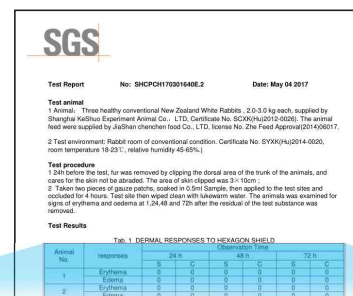 SGS
Test Report No: SHCPCH170301640E.2 Date: May 04 2017
Test animal
1 Animal: Three healthy conventional New Zealand White Rabbits , 2.0-3.0 kg each, supplied by
Shanghai KeShuo Experiment Animal Co., LTD, Certificate No. SCXK(Hu)2012-0026). The animal
feed were supplied by JiaShan chenchen food Co., LTD, license No. Zhe Feed Approval(2014)06017.
2 Test environment: Rabbit room of conventional condition. Certificate No. SYXK(Hu)2014-0020,
room temperature 18-23℃, relative humidity 45-65%.)
Test procedure
1 24h before the test, fur was removed by clipping the dorsal area of the trunk of the animals, and
cares for the skin not be abraded. The area of skin clipped was 3×10cm ;
2 Taken two pieces of gauze patchs, soaked in 0.5ml Sample, then applied to the test sites and
occluded for 4 hours. Test site then wiped clean with lukewarm water. The animals was examined for
signs of erythema and oedema at 1,24,48 and 72h after the residual of the test substance was
removed.
Test Results
Tab. 1 DERMAL RESPONSES TO HEXAGON SHIELD
Animal No. responses Observation Time
24 h 48 h 72 h
S C S C S C
1 Erythema 0 0 0 0 0 0
Edema 0 0 0 0 0 0
2 Erythema 0 0 0 0 0 0
Edema 0 0 0 0 0 0